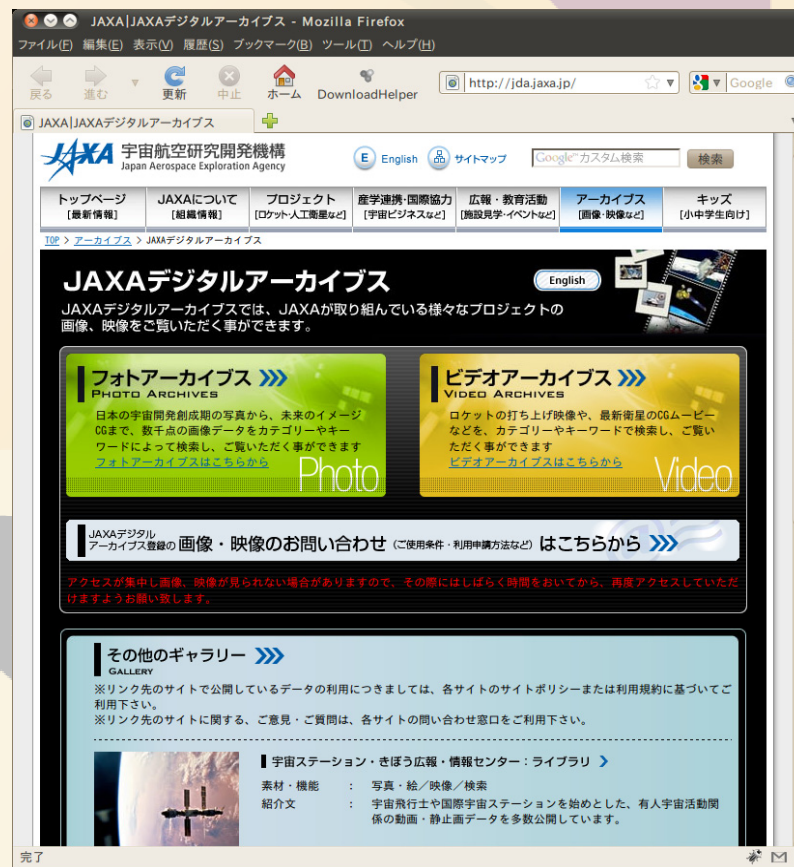 JAXA|JAXAデジタルアーカイブス - Mozilla Firefox
ファイル(F) 編集(E) 表示(V) 履歴(S) ブックマーク(B) ツール(T) ヘルプ(H)
戻る 進む 更新 中止 ホーム DownloadHelper http://jda.jaxa.jp/ Google
JAXA|JAXAデジタルアーカイブス
JAXA 宇宙航空研究開発機構
Japan Aerospace Exploration Agency
E English サイトマップ Google カスタム検索 検索
トップページ JAXAについて プロジェクト 産学連携・国際協力 広報・教育活動 アーカイブス キッズ
[最新情報] [組織情報] [ロケット・人工衛星など] [宇宙ビジネスなど] [施設見学・イベントなど] [画像・映像など] [小中学生向け]
TOP > アーカイブス > JAXAデジタルアーカイブス
JAXAデジタルアーカイブス
English
JAXAデジタルアーカイブスでは、JAXAが取り組んでいる様々なプロジェクトの
画像、映像をご覧いただく事ができます。
フォトアーカイブス
PHOTO ARCHIVES
日本の宇宙開発創成期の写真から、未来のイメージ
CGまで、数千点の画像データをカテゴリーやキー
ワードによって検索し、ご覧いただく事ができます
フォトアーカイブスはこちらから
Photo
ビデオアーカイブス
VIDEO ARCHIVES
ロケットの打ち上げ映像や、最新衛星のCGムービー
などを、カテゴリーやキーワードで検索し、ご覧い
ただく事ができます
ビデオアーカイブスはこちらから
Video
JAXAデジタル
アーカイブス登録の 画像・映像のお問い合わせ (ご使用条件・利用申請方法など) はこちらから
アクセスが集中し画像、映像が見られない場合がありますので、その際にはしばらく時間をおいてから、再度アクセスしていただ
けますようお願い致します。
その他のギャラリー
GALLERY
※リンク先のサイトで公開しているデータの利用につきましては、各サイトのサイトポリシーまたは利用規約に基づいてご
利用下さい。
※リンク先のサイトに関する、ご意見・ご質問は、各サイトの問い合わせ窓口をご利用下さい。
宇宙ステーション・きぼう広報・情報センター：ライブラリ
素材・機能 : 写真・絵／映像／検索
紹介文 : 宇宙飛行士や国際宇宙ステーションを始めとした、有人宇宙活動関
係の動画・静止画データを多数公開しています。
完了